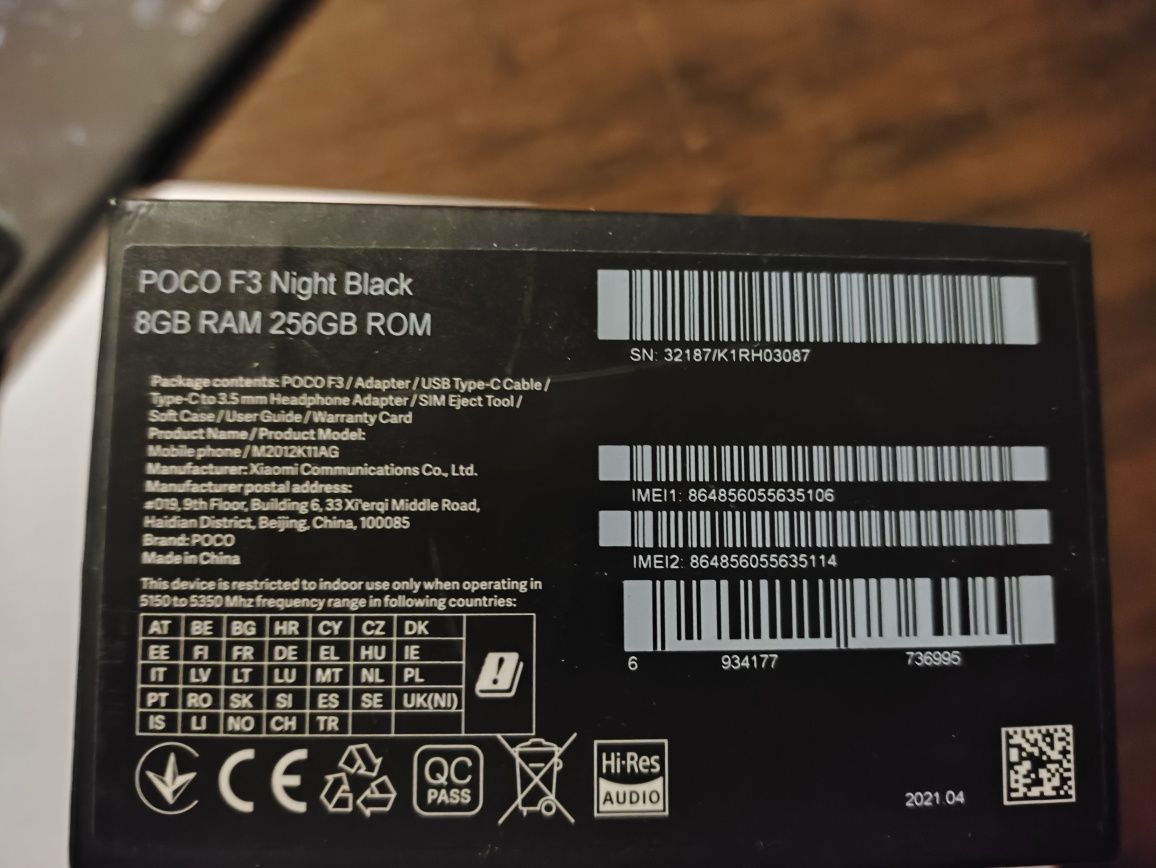 POCO F3 Night Black
8GB RAM 256GB ROM
Package contents: POCO F3 / Adapter / USB Type-C Cable /
Type-C to 3.5 mm Headphone Adapter / SIM Eject Tool /
Soft Case / User Guide / Warranty Card
Product Name / Product Model:
Mobile phone / M2012K11AG
Manufacturer: Xiaomi Communications Co., Ltd.
Manufacturer postal address:
#019, 9th Floor, Building 6, 33 Xi'erqi Middle Road,
Haidian District, Beijing, China, 100085
Brand: POCO
Made in China
This device is restricted to indoor use only when operating in
5150 to 5350 Mhz frequency range in following countries:
AT BE BG HR CY CZ DK
EE FI FR DE EL HU IE
IT LV LT LU MT NL PL
PT RO SK SI ES SE UK(NI)
IS LI NO CH TR
CE
QC
PASS
Hi-Res
AUDIO
SN: 32187/K1RH03087
IMEI1: 864856055635106
IMEI2: 864856055635114
6 934177 736995
2021.04